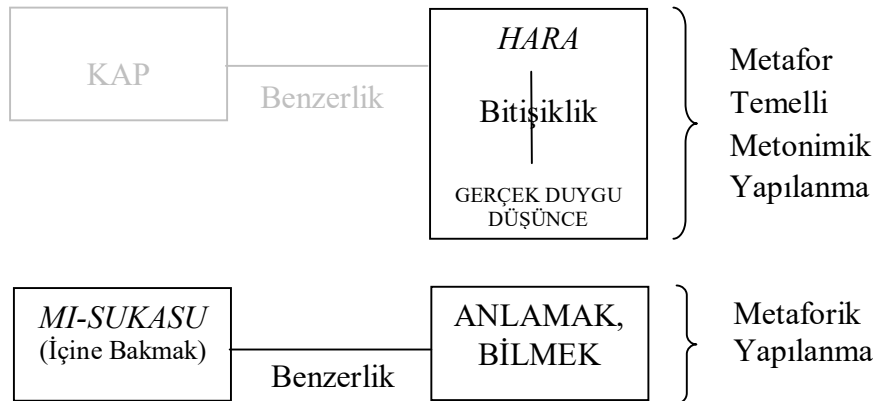 KAP
Benzerlik
HARA
Bitişiklik
GERÇEK DUYGU
DÜŞÜNCE
Metafor
Temelli
Metonimik
Yapılanma
MI-SUKASU
(İçine Bakmak)
Benzerlik
ANLAMAK,
BİLMEK
Metaforik
Yapılanma